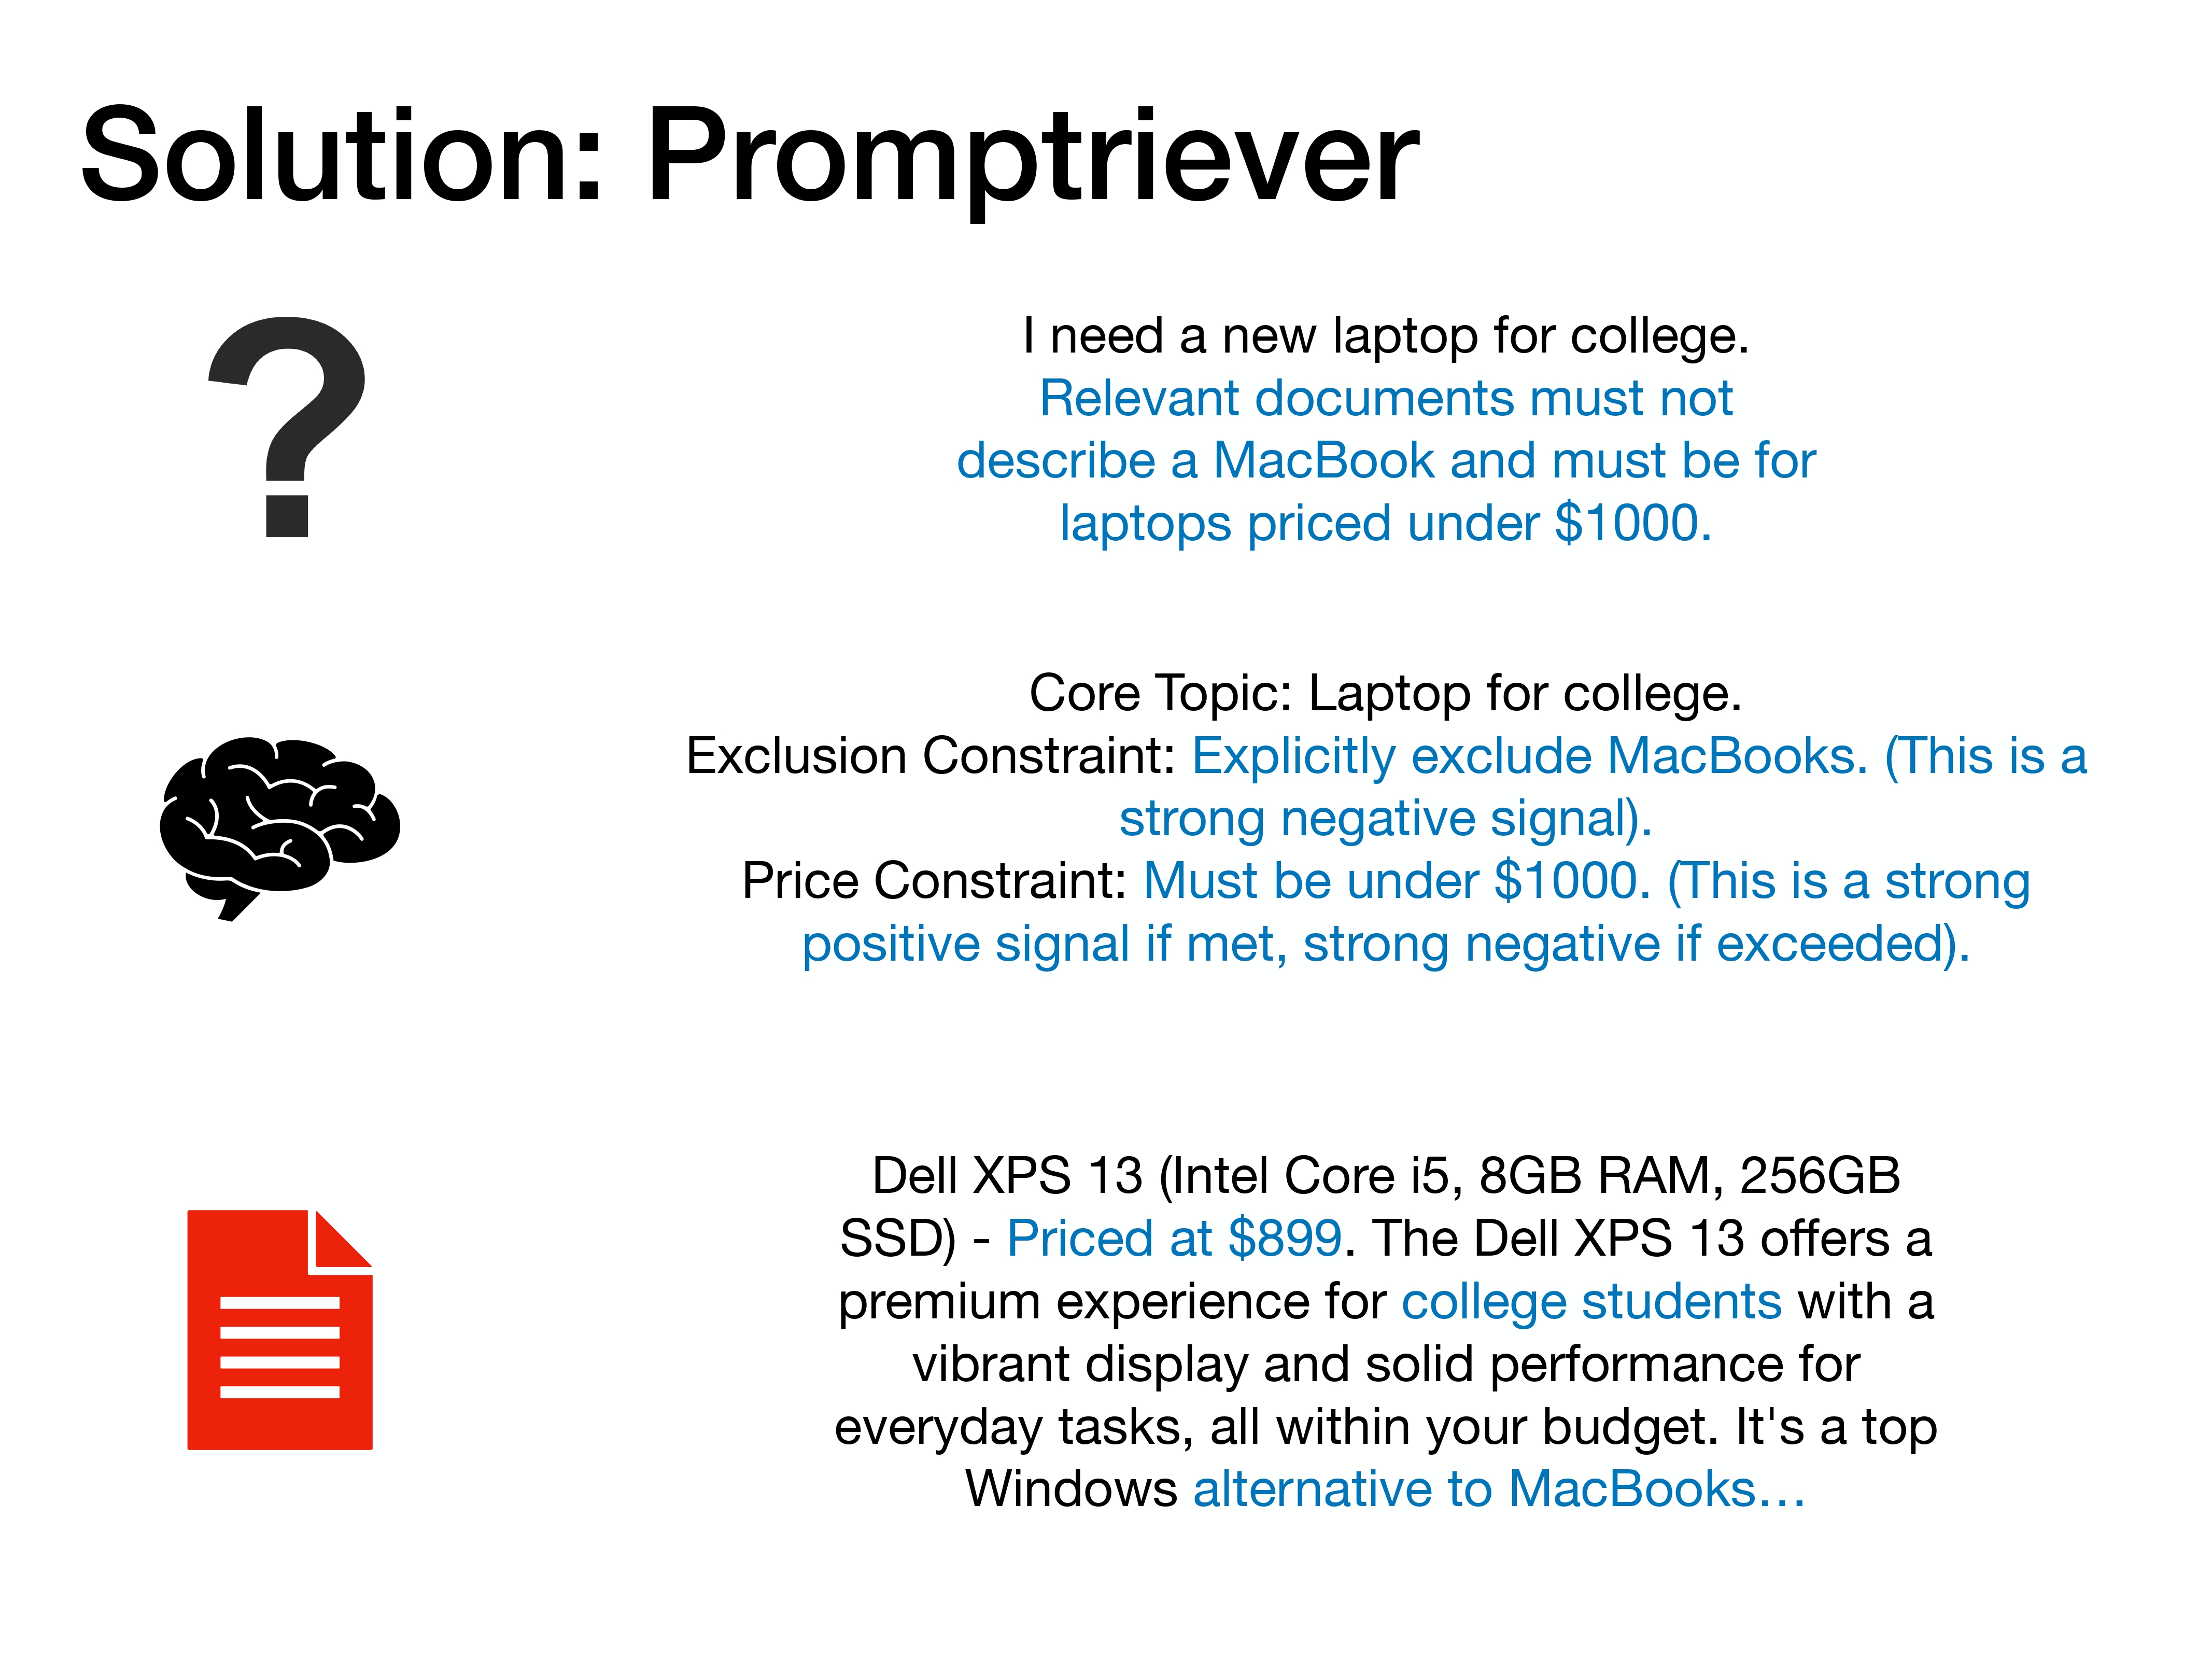 Solution: Promptriever
?
I need a new laptop for college.
Relevant documents must not
describe a MacBook and must be for
laptops priced under $1000.
Core Topic: Laptop for college.
Exclusion Constraint: Explicitly exclude MacBooks. (This is a
strong negative signal).
Price Constraint: Must be under $1000. (This is a strong
positive signal if met, strong negative if exceeded).
Dell XPS 13 (Intel Core i5, 8GB RAM, 256GB
SSD) - Priced at $899. The Dell XPS 13 offers a
premium experience for college students with a
vibrant display and solid performance for
everyday tasks, all within your budget. It's a top
Windows alternative to MacBooks…